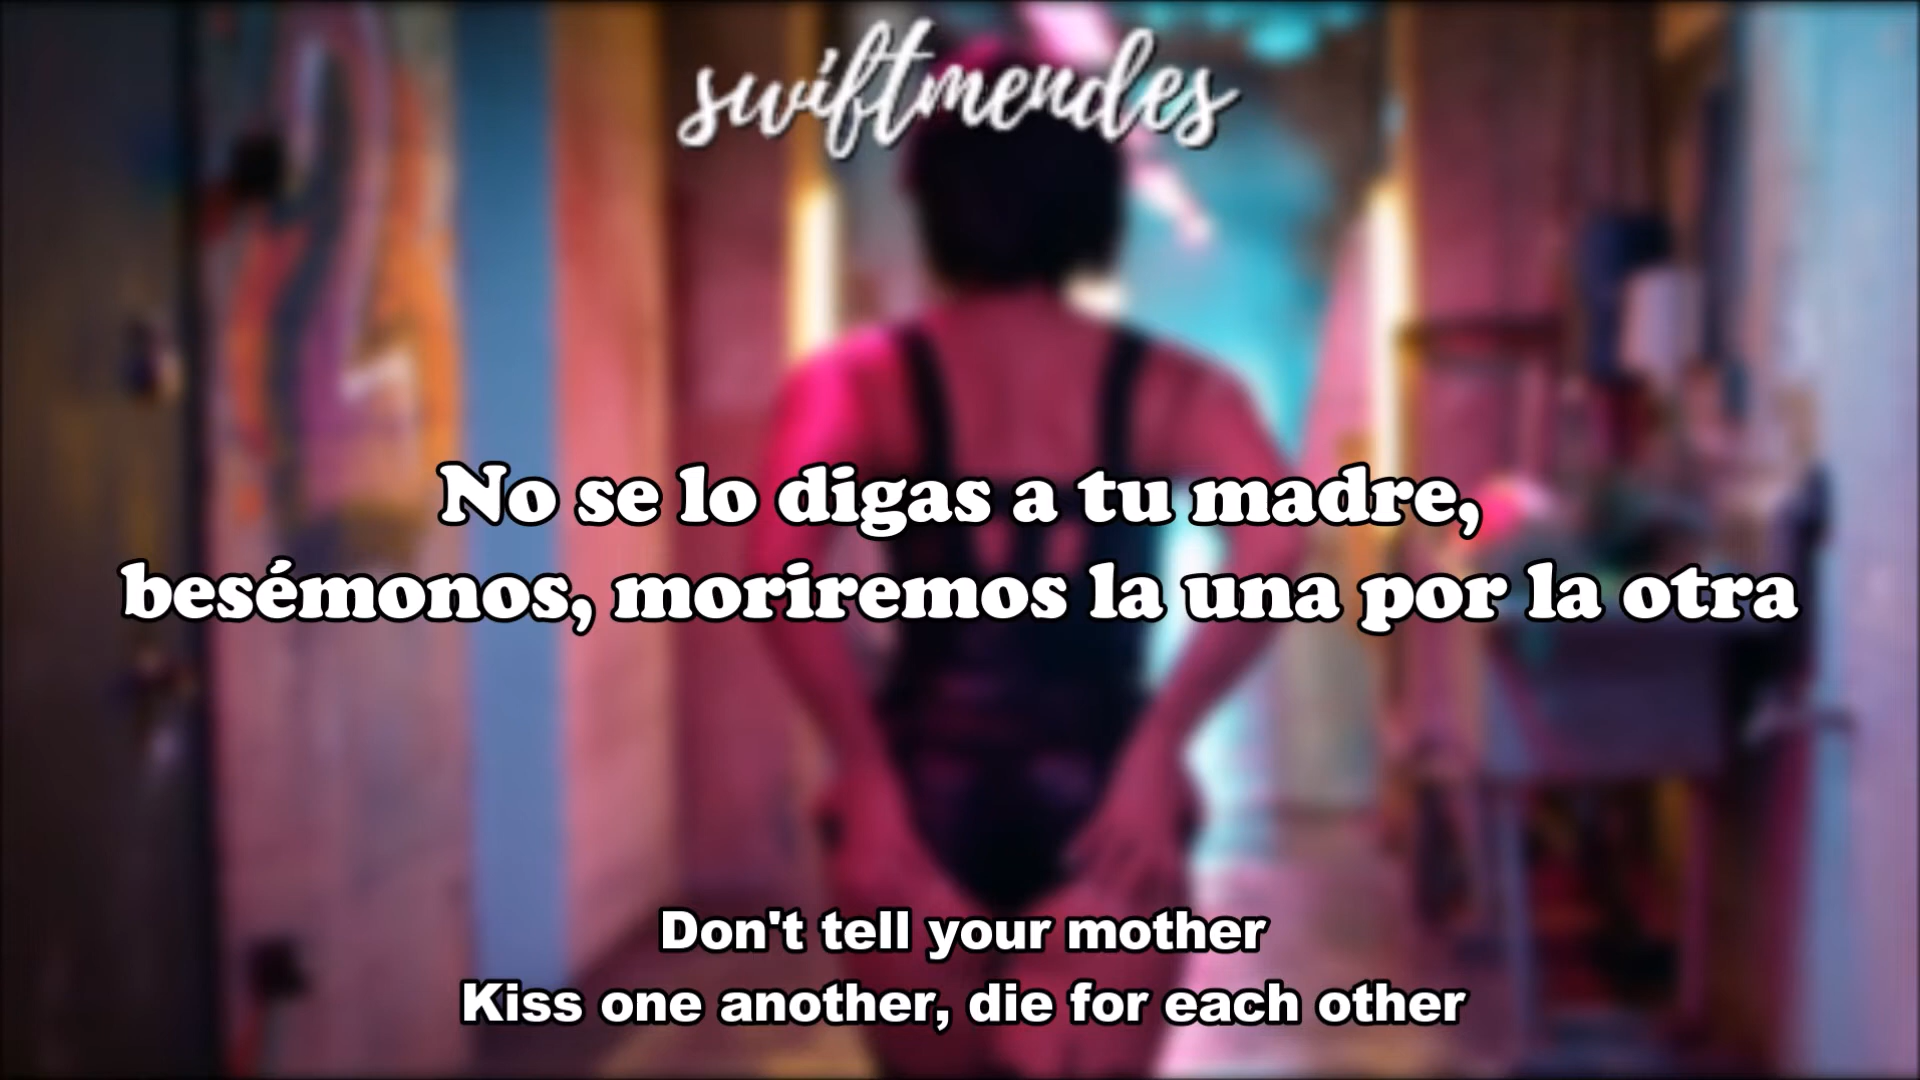 swiftmendes
No se lo digas a tu madre,
besémonos, moriremos la una por la otra
Don't tell your mother
Kiss one another, die for each other